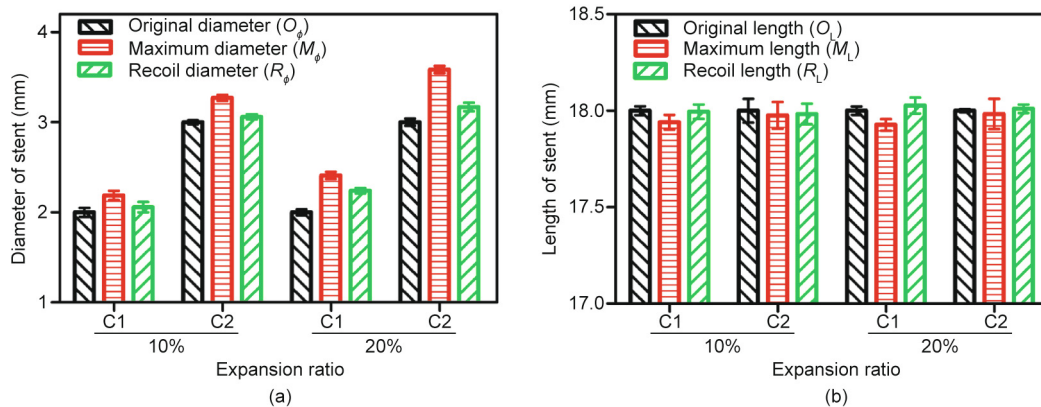 4
3
2
1
Diameter of stent (mm)
Original diameter (Oϕ)
Maximum diameter (Mϕ)
Recoil diameter (Rϕ)
C1 C2 C1 C2
10% 20%
Expansion ratio
(a)
18.5
18.0
17.5
17.0
Length of stent (mm)
Original length (OL)
Maximum length (ML)
Recoil length (RL)
C1 C2 C1 C2
10% 20%
Expansion ratio
(b)